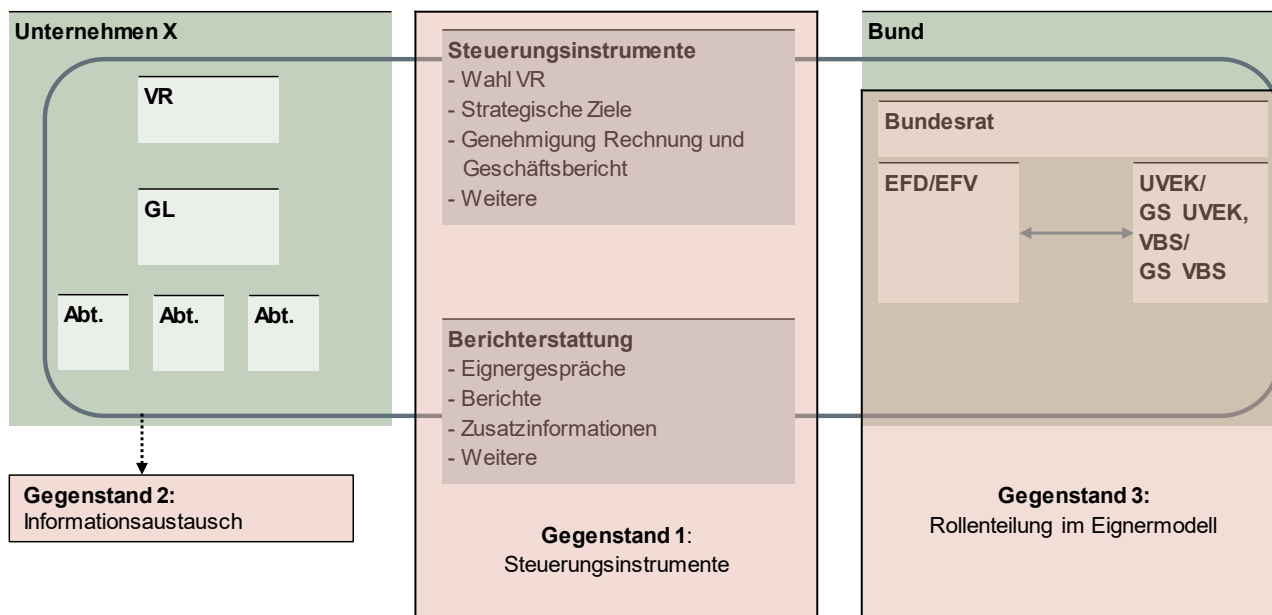 Unternehmen X
VR
GL
Abt.
Abt.
Abt.
Gegenstand 2:
Informationsaustausch
Steuerungsinstrumente
- Wahl VR
- Strategische Ziele
- Genehmigung Rechnung und
Geschäftsbericht
- Weitere
Berichterstattung
- Eignergespräche
- Berichte
- Zusatzinformationen
- Weitere
Gegenstand 1:
Steuerungsinstrumente
Bund
Bundesrat
EFD/EFV
UVEK/
GS UVEK,
VBS/
GS VBS
Gegenstand 3:
Rollenteilung im Eignermodell